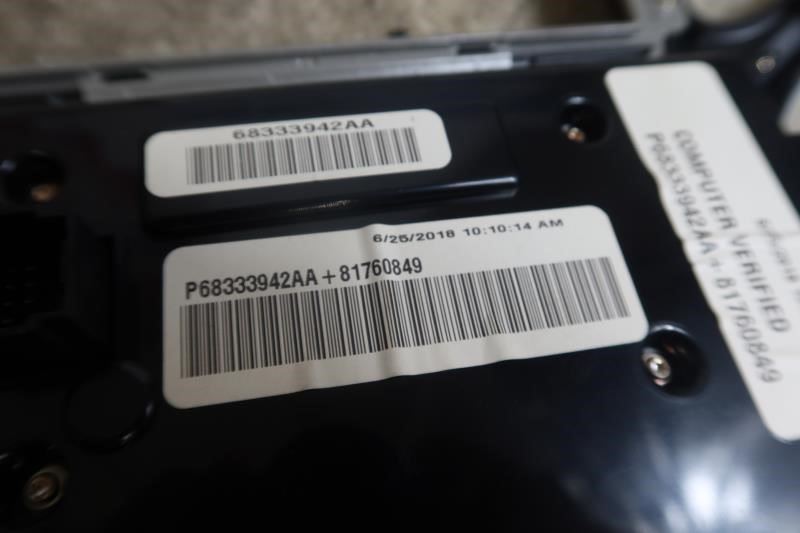 68333942AA
6/25/2018 10:10:14 AM
P68333942AA+81760849
COMPUTER VERIFIED
P68333942AA+81760849